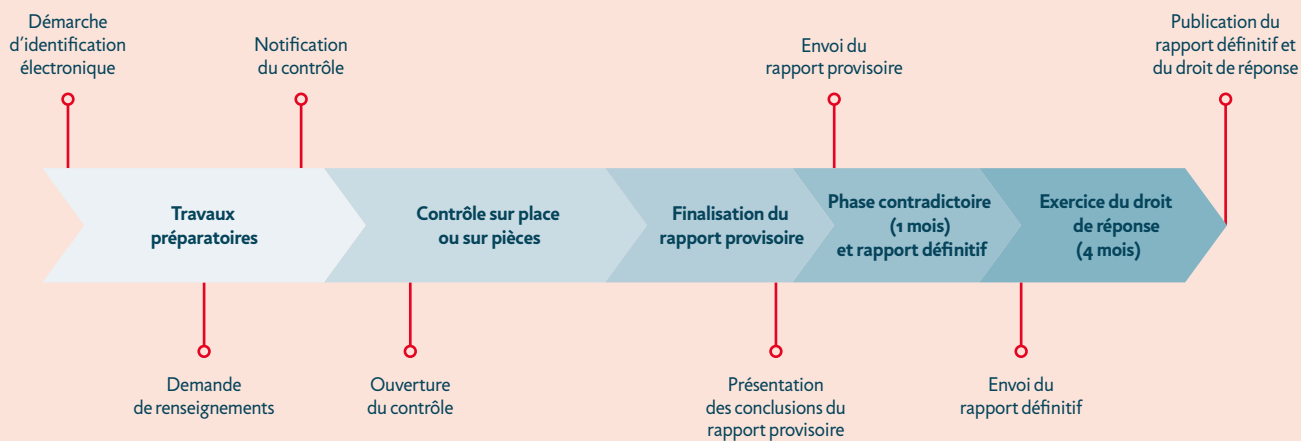 Démarche
d'identification
électronique
Notification
du contrôle
Envoi du
rapport provisoire
Publication du
rapport définitif et
du droit de réponse
Travaux
préparatoires
Contrôle sur place
ou sur pièces
Finalisation du
rapport provisoire
Phase contradictoire
(1 mois)
et rapport définitif
Exercice du droit
de réponse
(4 mois)
Demande
de renseignements
Ouverture
du contrôle
Présentation
des conclusions du
rapport provisoire
Envoi du
rapport définitif